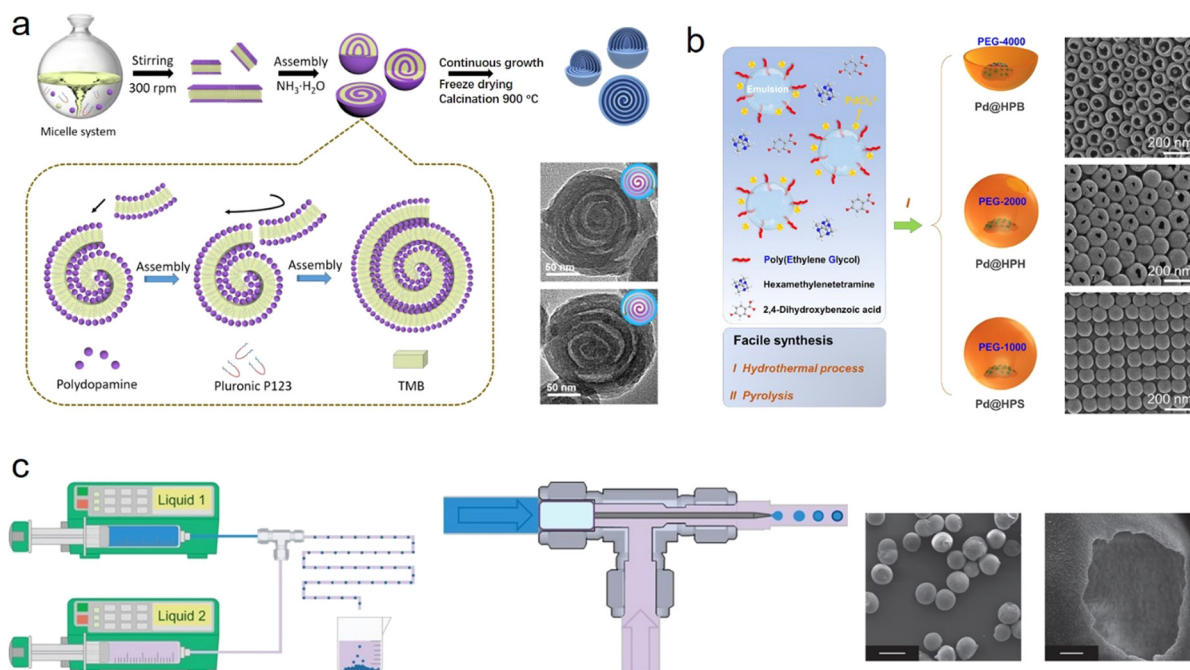 a
Stirring
300 rpm
Assembly
NH₃·H₂O
Continuous growth
Freeze drying
Calcination 900 °C
Micelle system
Assembly
Assembly
Polydopamine
Pluronic P123
TMB
50 nm
50 nm
b
Emulsion
Poly(Ethylene Glycol)
Hexamethylenetetramine
2,4-Dihydroxybenzoic acid
Facile synthesis
I Hydrothermal process
II Pyrolysis
I
PEG-4000
Pd@HPB
PEG-2000
Pd@HPH
PEG-1000
Pd@HPS
200 nm
200 nm
200 nm
c
Liquid 1
Liquid 2